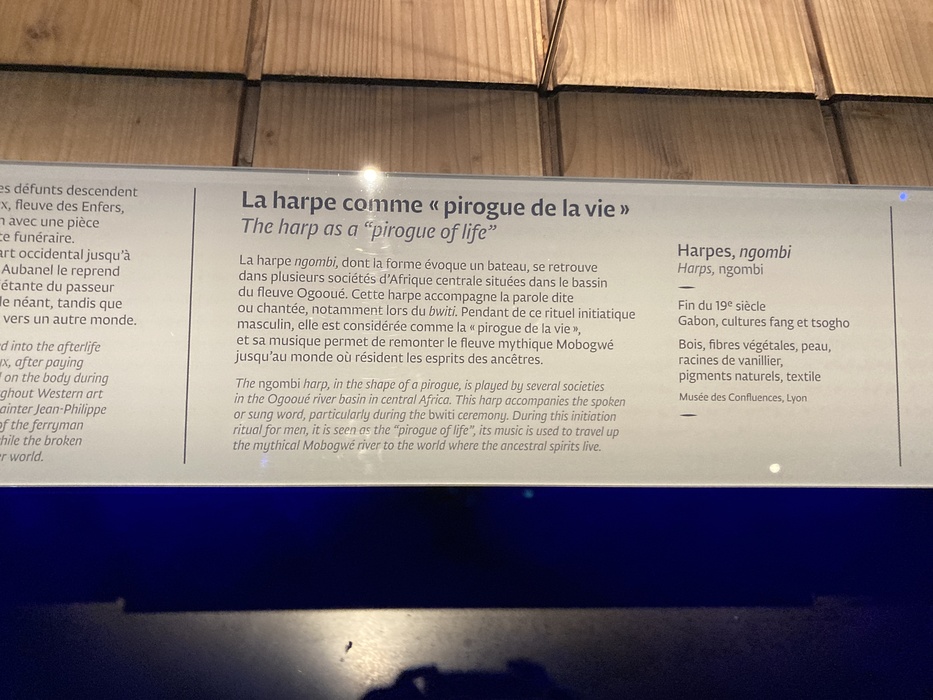 es défunts descendent
x, fleuve des Enfers,
avec une pièce
e funéraire.
art occidental jusqu'à
Aubanel le reprend
étante du passeur
le néant, tandis que
vers un autre monde.
d into the afterlife
ux, after paying
on the body during
ghout Western art
ainter Jean-Philippe
of the ferryman
hile the broken
er world.
La harpe comme « pirogue de la vie »
The harp as a “pirogue of life”
La harpe ngombi, dont la forme évoque un bateau, se retrouve
dans plusieurs sociétés d'Afrique centrale situées dans le bassin
du fleuve Ogooué. Cette harpe accompagne la parole dite
ou chantée, notamment lors du bwiti. Pendant de ce rituel initiatique
masculin, elle est considérée comme la « pirogue de la vie »,
et sa musique permet de remonter le fleuve mythique Mobogwé
jusqu'au monde où résident les esprits des ancêtres.
The ngombi harp, in the shape of a pirogue, is played by several societies
in the Ogooué river basin in central Africa. This harp accompanies the spoken
or sung word, particularly during the bwiti ceremony. During this initiation
ritual for men, it is seen as the “pirogue of life”, its music is used to travel up
the mythical Mobogwé river to the world where the ancestral spirits live.
Harpes, ngombi
Harps, ngombi
Fin du 19e siècle
Gabon, cultures fang et tsogho
Bois, fibres végétales, peau,
racines de vanillier,
pigments naturels, textile
Musée des Confluences, Lyon